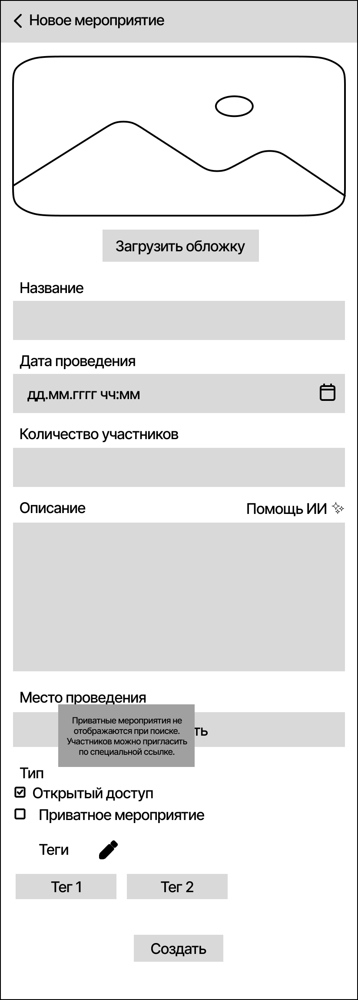 Новое мероприятие
Загрузить обложку
Название
Дата проведения
дд.мм.гггг чч:мм
Количество участников
Описание
Помощь ИИ
Место проведения
Приватные мероприятия не
отображаются при поиске.
Участников можно пригласить
по специальной ссылке.
Тип
Открытый доступ
Приватное мероприятие
Теги
Тег 1
Тег 2
Создать